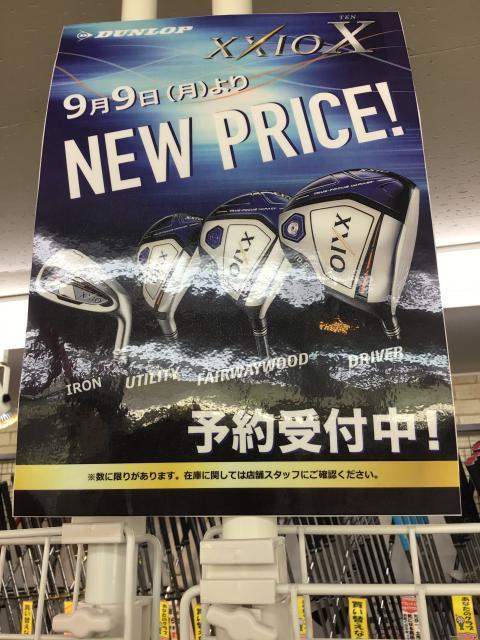 DUNLOP
XXIO X
TEN
9月9日(月)より
NEW PRICE!
XXIO
XXIO
XXIO
XXIO
IRON
UTILITY
FAIRWAYWOOD
DRIVER
予約受付中!
※数に限りがあります。在庫に関しては店舗スタッフにご確認ください。